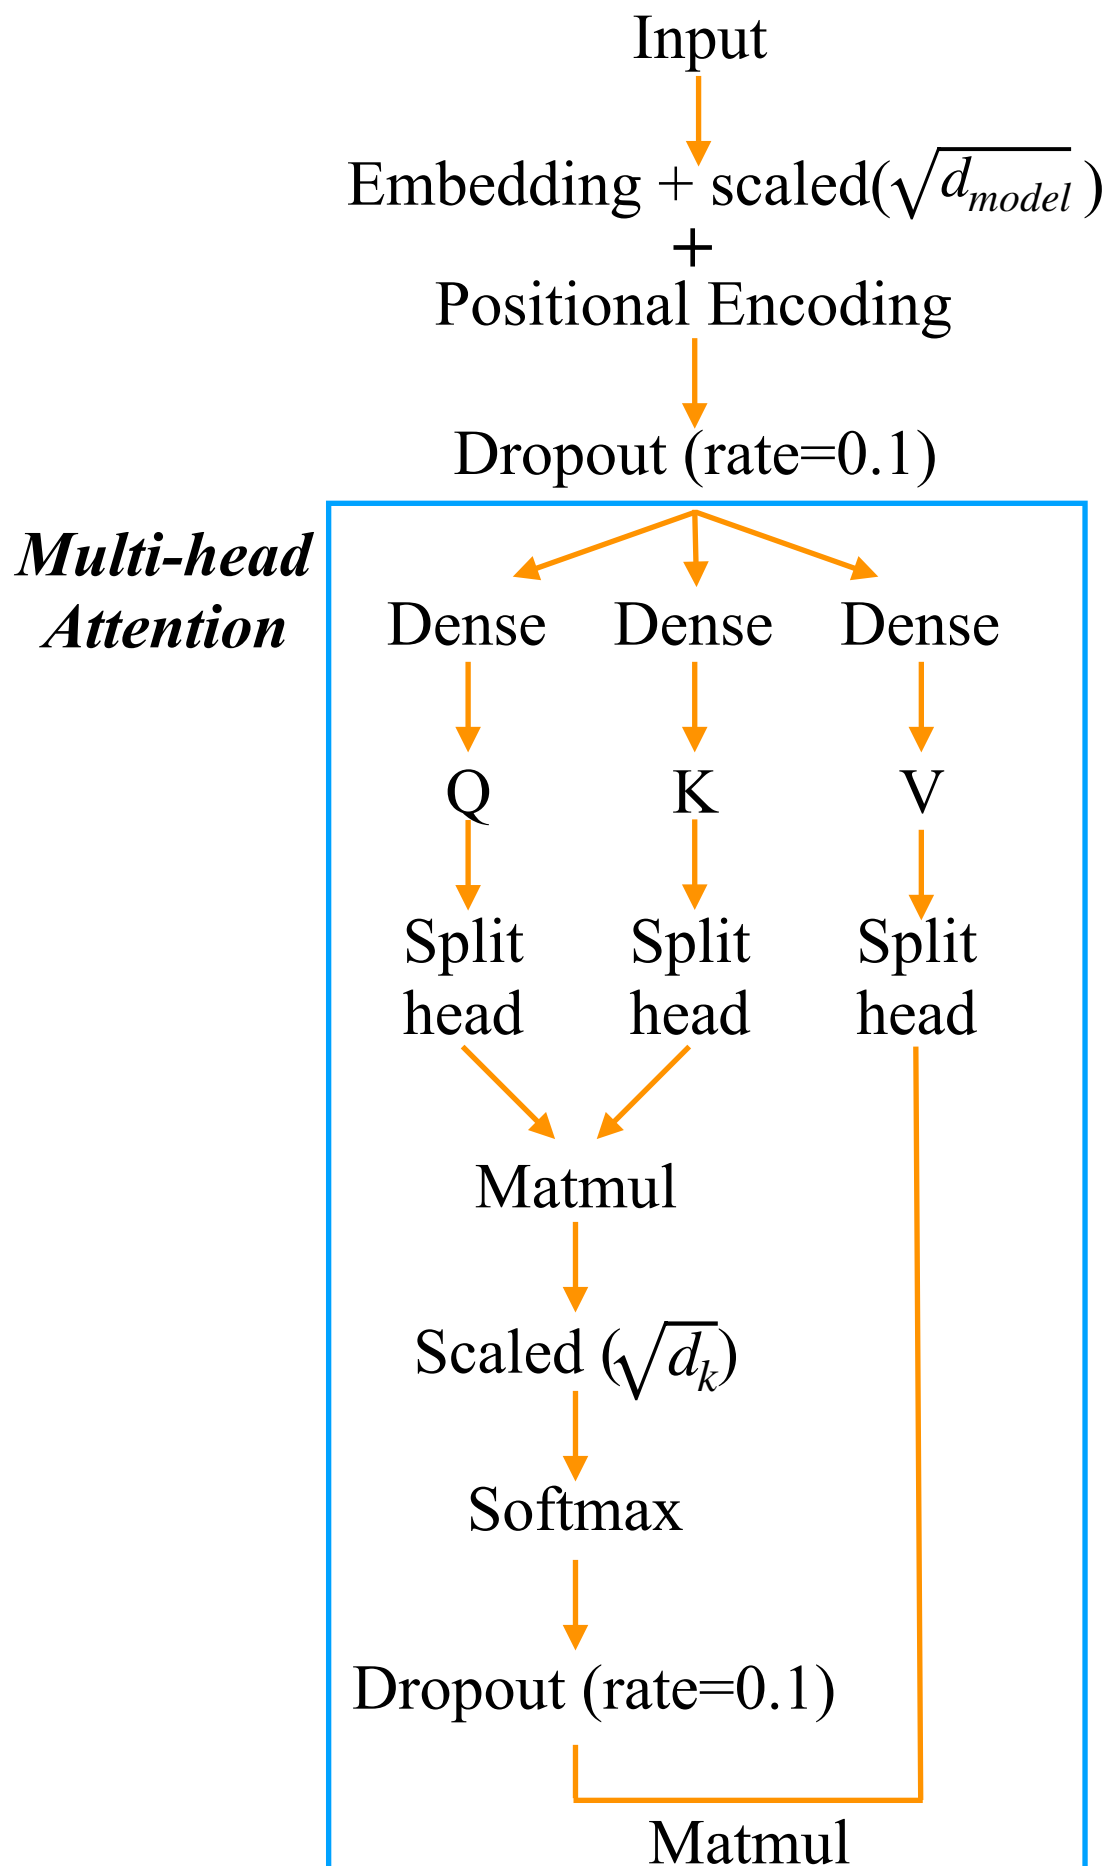 Input
Embedding + scaled(√d_model)
+
Positional Encoding
Dropout (rate=0.1)
Multi-head
Attention
Dense Dense Dense
Q K V
Split Split Split
head head head
Matmul
Scaled (√d_k)
Softmax
Dropout (rate=0.1)
Matmul